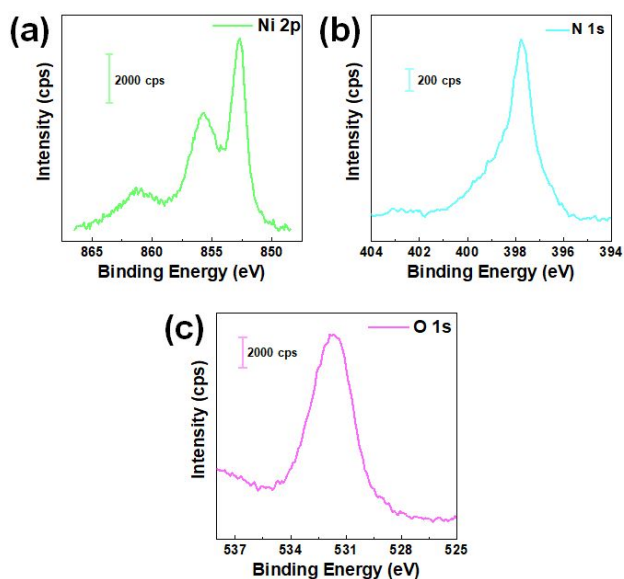 (a)
Ni 2p
2000 cps
Intensity (cps)
865 860 855 850
Binding Energy (eV)
(b)
N 1s
200 cps
Intensity (cps)
404 402 400 398 396 394
Binding Energy (eV)
(c)
O 1s
2000 cps
Intensity (cps)
537 534 531 528 525
Binding Energy (eV)